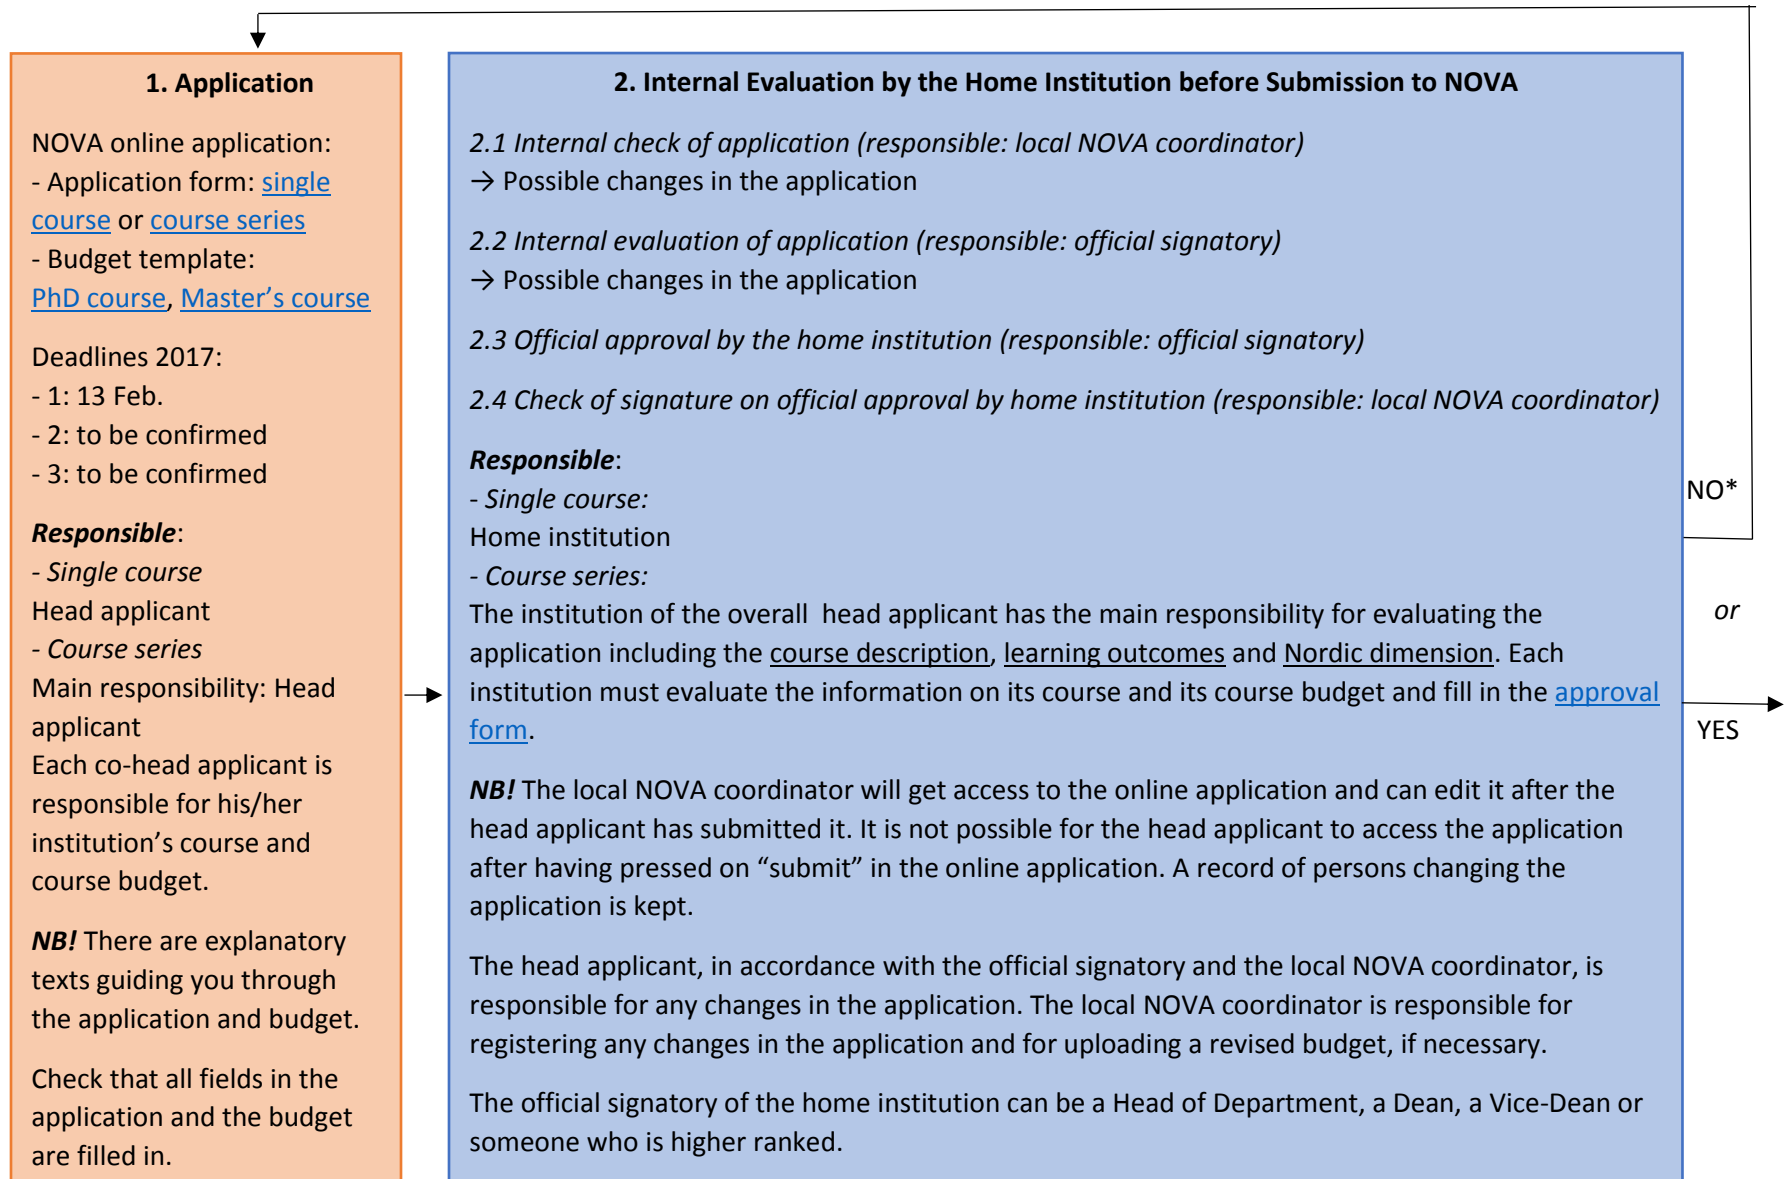 1. Application
NOVA online application:
- Application form: single
course or course series
- Budget template:
PhD course, Master’s course
Deadlines 2017:
- 1: 13 Feb.
- 2: to be confirmed
- 3: to be confirmed
Responsible:
- Single course
Head applicant
- Course series
Main responsibility: Head
applicant
Each co-head applicant is
responsible for his/her
institution’s course and
course budget.
NB! There are explanatory
texts guiding you through
the application and budget.
Check that all fields in the
application and the budget
are filled in.
2. Internal Evaluation by the Home Institution before Submission to NOVA
2.1 Internal check of application (responsible: local NOVA coordinator)
→ Possible changes in the application
2.2 Internal evaluation of application (responsible: official signatory)
→ Possible changes in the application
2.3 Official approval by the home institution (responsible: official signatory)
2.4 Check of signature on official approval by home institution (responsible: local NOVA coordinator)
Responsible:
- Single course:
Home institution
- Course series:
The institution of the overall  head applicant has the main responsibility for evaluating the
application including the course description, learning outcomes and Nordic dimension. Each
institution must evaluate the information on its course and its course budget and fill in the approval
form.
NB! The local NOVA coordinator will get access to the online application and can edit it after the
head applicant has submitted it. It is not possible for the head applicant to access the application
after having pressed on “submit” in the online application. A record of persons changing the
application is kept.
The head applicant, in accordance with the official signatory and the local NOVA coordinator, is
responsible for any changes in the application. The local NOVA coordinator is responsible for
registering any changes in the application and for uploading a revised budget, if necessary.
The official signatory of the home institution can be a Head of Department, a Dean, a Vice-Dean or
someone who is higher ranked.
NO*
or
YES